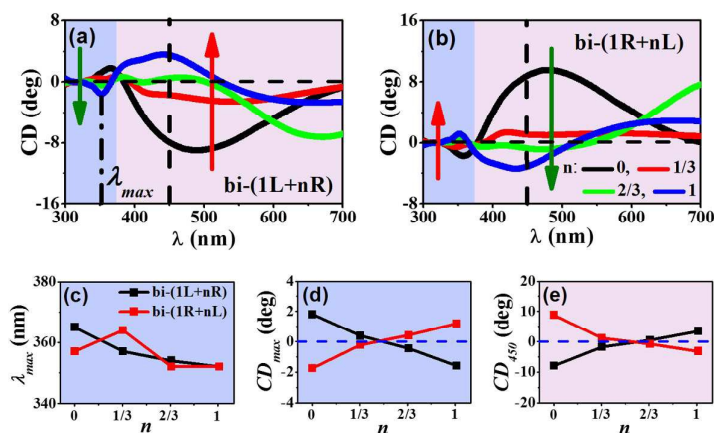 (a)
CD (deg)
8
0
-8
-16
λmax
bi-(1L+nR)
300 400 500 600 700
λ (nm)
(b)
bi-(1R+nL)
CD (deg)
16
8
0
-8
n: 0, 1/3
2/3, 1
300 400 500 600 700
λ (nm)
(c)
bi-(1L+nR)
bi-(1R+nL)
λmax (nm)
380
360
340
0 1/3 2/3 1
n
(d)
CDmax (deg)
4
2
0
-2
-4
0 1/3 2/3 1
n
(e)
CD450 (deg)
20
10
0
-10
-20
0 1/3 2/3 1
n